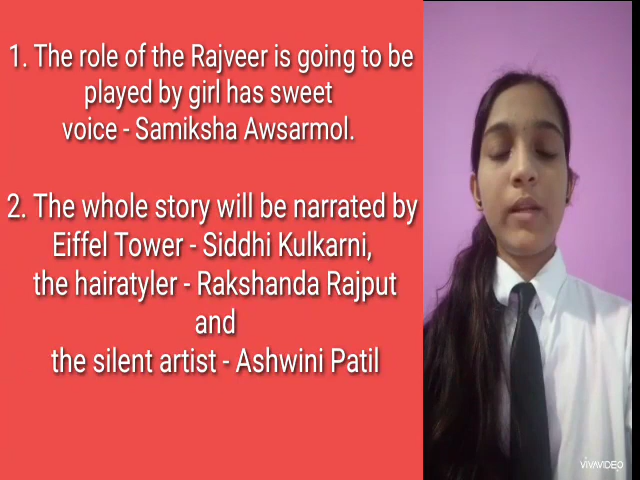 1. The role of the Rajveer is going to be
played by girl has sweet
voice - Samiksha Awsarmol.
2. The whole story will be narrated by
Eiffel Tower - Siddhi Kulkarni,
the hairatyler - Rakshanda Rajput
and
the silent artist - Ashwini Patil
VIVAVIDEO